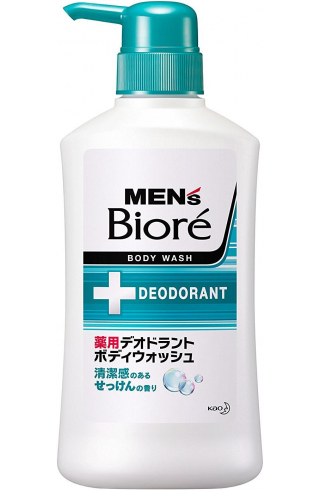 MEN's
Bioré
BODY WASH
DEODORANT
薬用デオドラント
ボディウォッシュ
清潔感のある
せっけんの香り
Kao